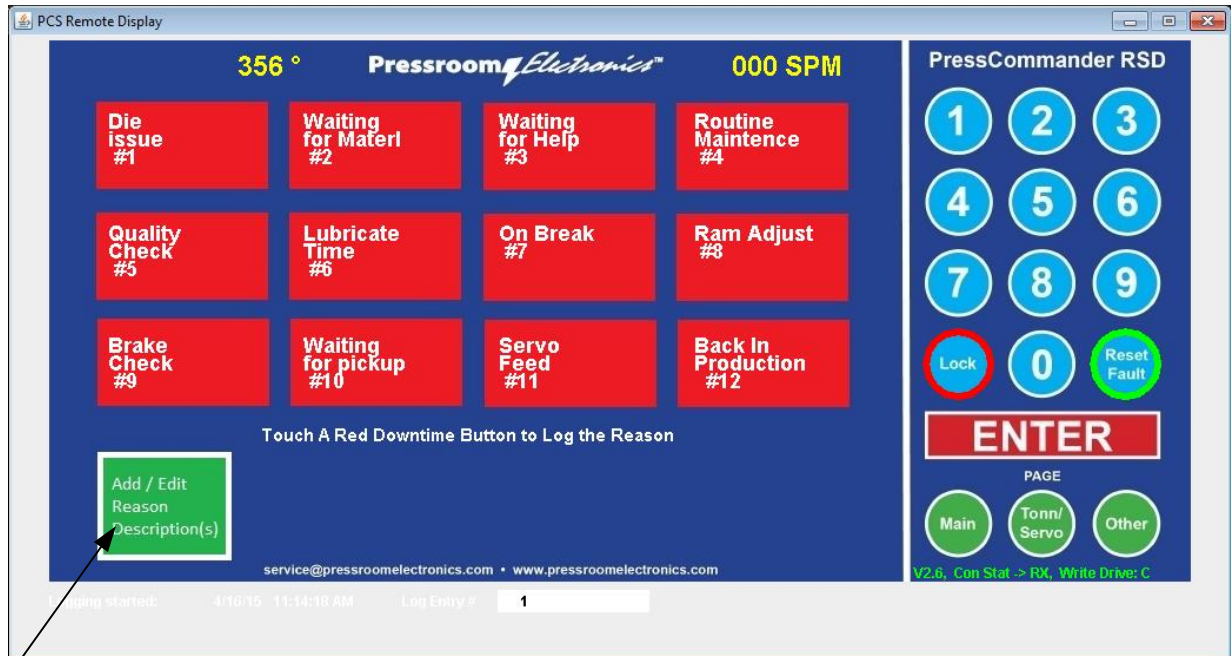 PCS Remote Display
356 ° Pressroom Electronics™ 000 SPM
Die
issue
#1
Waiting
for Materl
#2
Waiting
for Help
#3
Routine
Maintence
#4
Quality
Check
#5
Lubricate
Time
#6
On Break
#7
Ram Adjust
#8
Brake
Check
#9
Waiting
for pickup
#10
Servo
Feed
#11
Back In
Production
#12
Touch A Red Downtime Button to Log the Reason
Add / Edit
Reason
Description(s)
service@pressroomelectronics.com • www.pressroomelectronics.com
PressCommander RSD
1 2 3
4 5 6
7 8 9
Lock 0 Reset
Fault
ENTER
PAGE
Main Tonn/
Servo Other
V2.6, Con Stat -> RX, Write Drive: C
Logging started: 4/16/15 11:14:18 AM Log Entry # 1